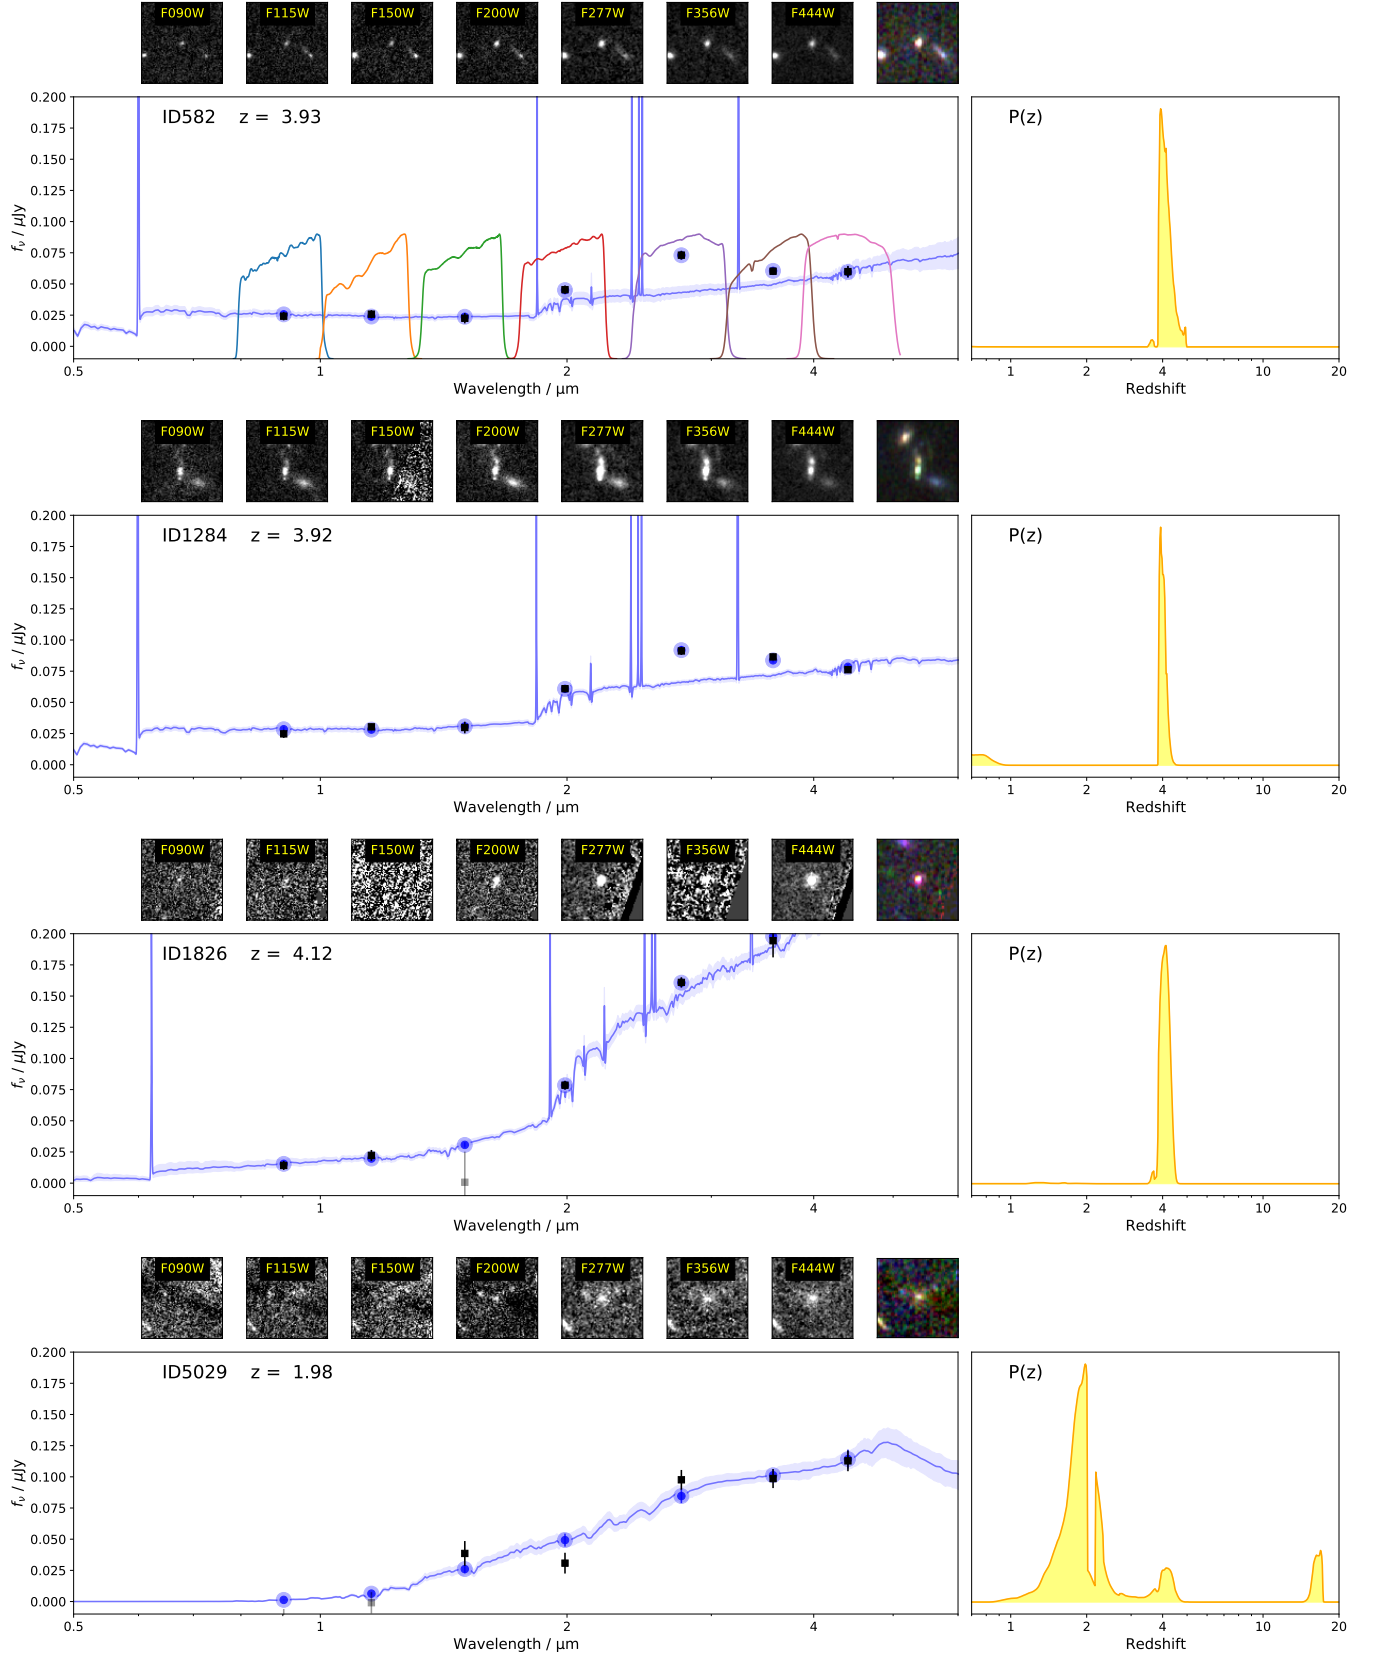 F090W F115W F150W F200W F277W F356W F444W
ID582 z = 3.93
P(z)
0.200
0.175
0.150
0.125
0.100
0.075
0.050
0.025
0.000
fν / μJy
0.5 1 2 4
Wavelength / μm
1 2 4 10 20
Redshift
F090W F115W F150W F200W F277W F356W F444W
ID1284 z = 3.92
P(z)
0.200
0.175
0.150
0.125
0.100
0.075
0.050
0.025
0.000
fν / μJy
0.5 1 2 4
Wavelength / μm
1 2 4 10 20
Redshift
F090W F115W F150W F200W F277W F356W F444W
ID1826 z = 4.12
P(z)
0.200
0.175
0.150
0.125
0.100
0.075
0.050
0.025
0.000
fν / μJy
0.5 1 2 4
Wavelength / μm
1 2 4 10 20
Redshift
F090W F115W F150W F200W F277W F356W F444W
ID5029 z = 1.98
P(z)
0.200
0.175
0.150
0.125
0.100
0.075
0.050
0.025
0.000
fν / μJy
0.5 1 2 4
Wavelength / μm
1 2 4 10 20
Redshift